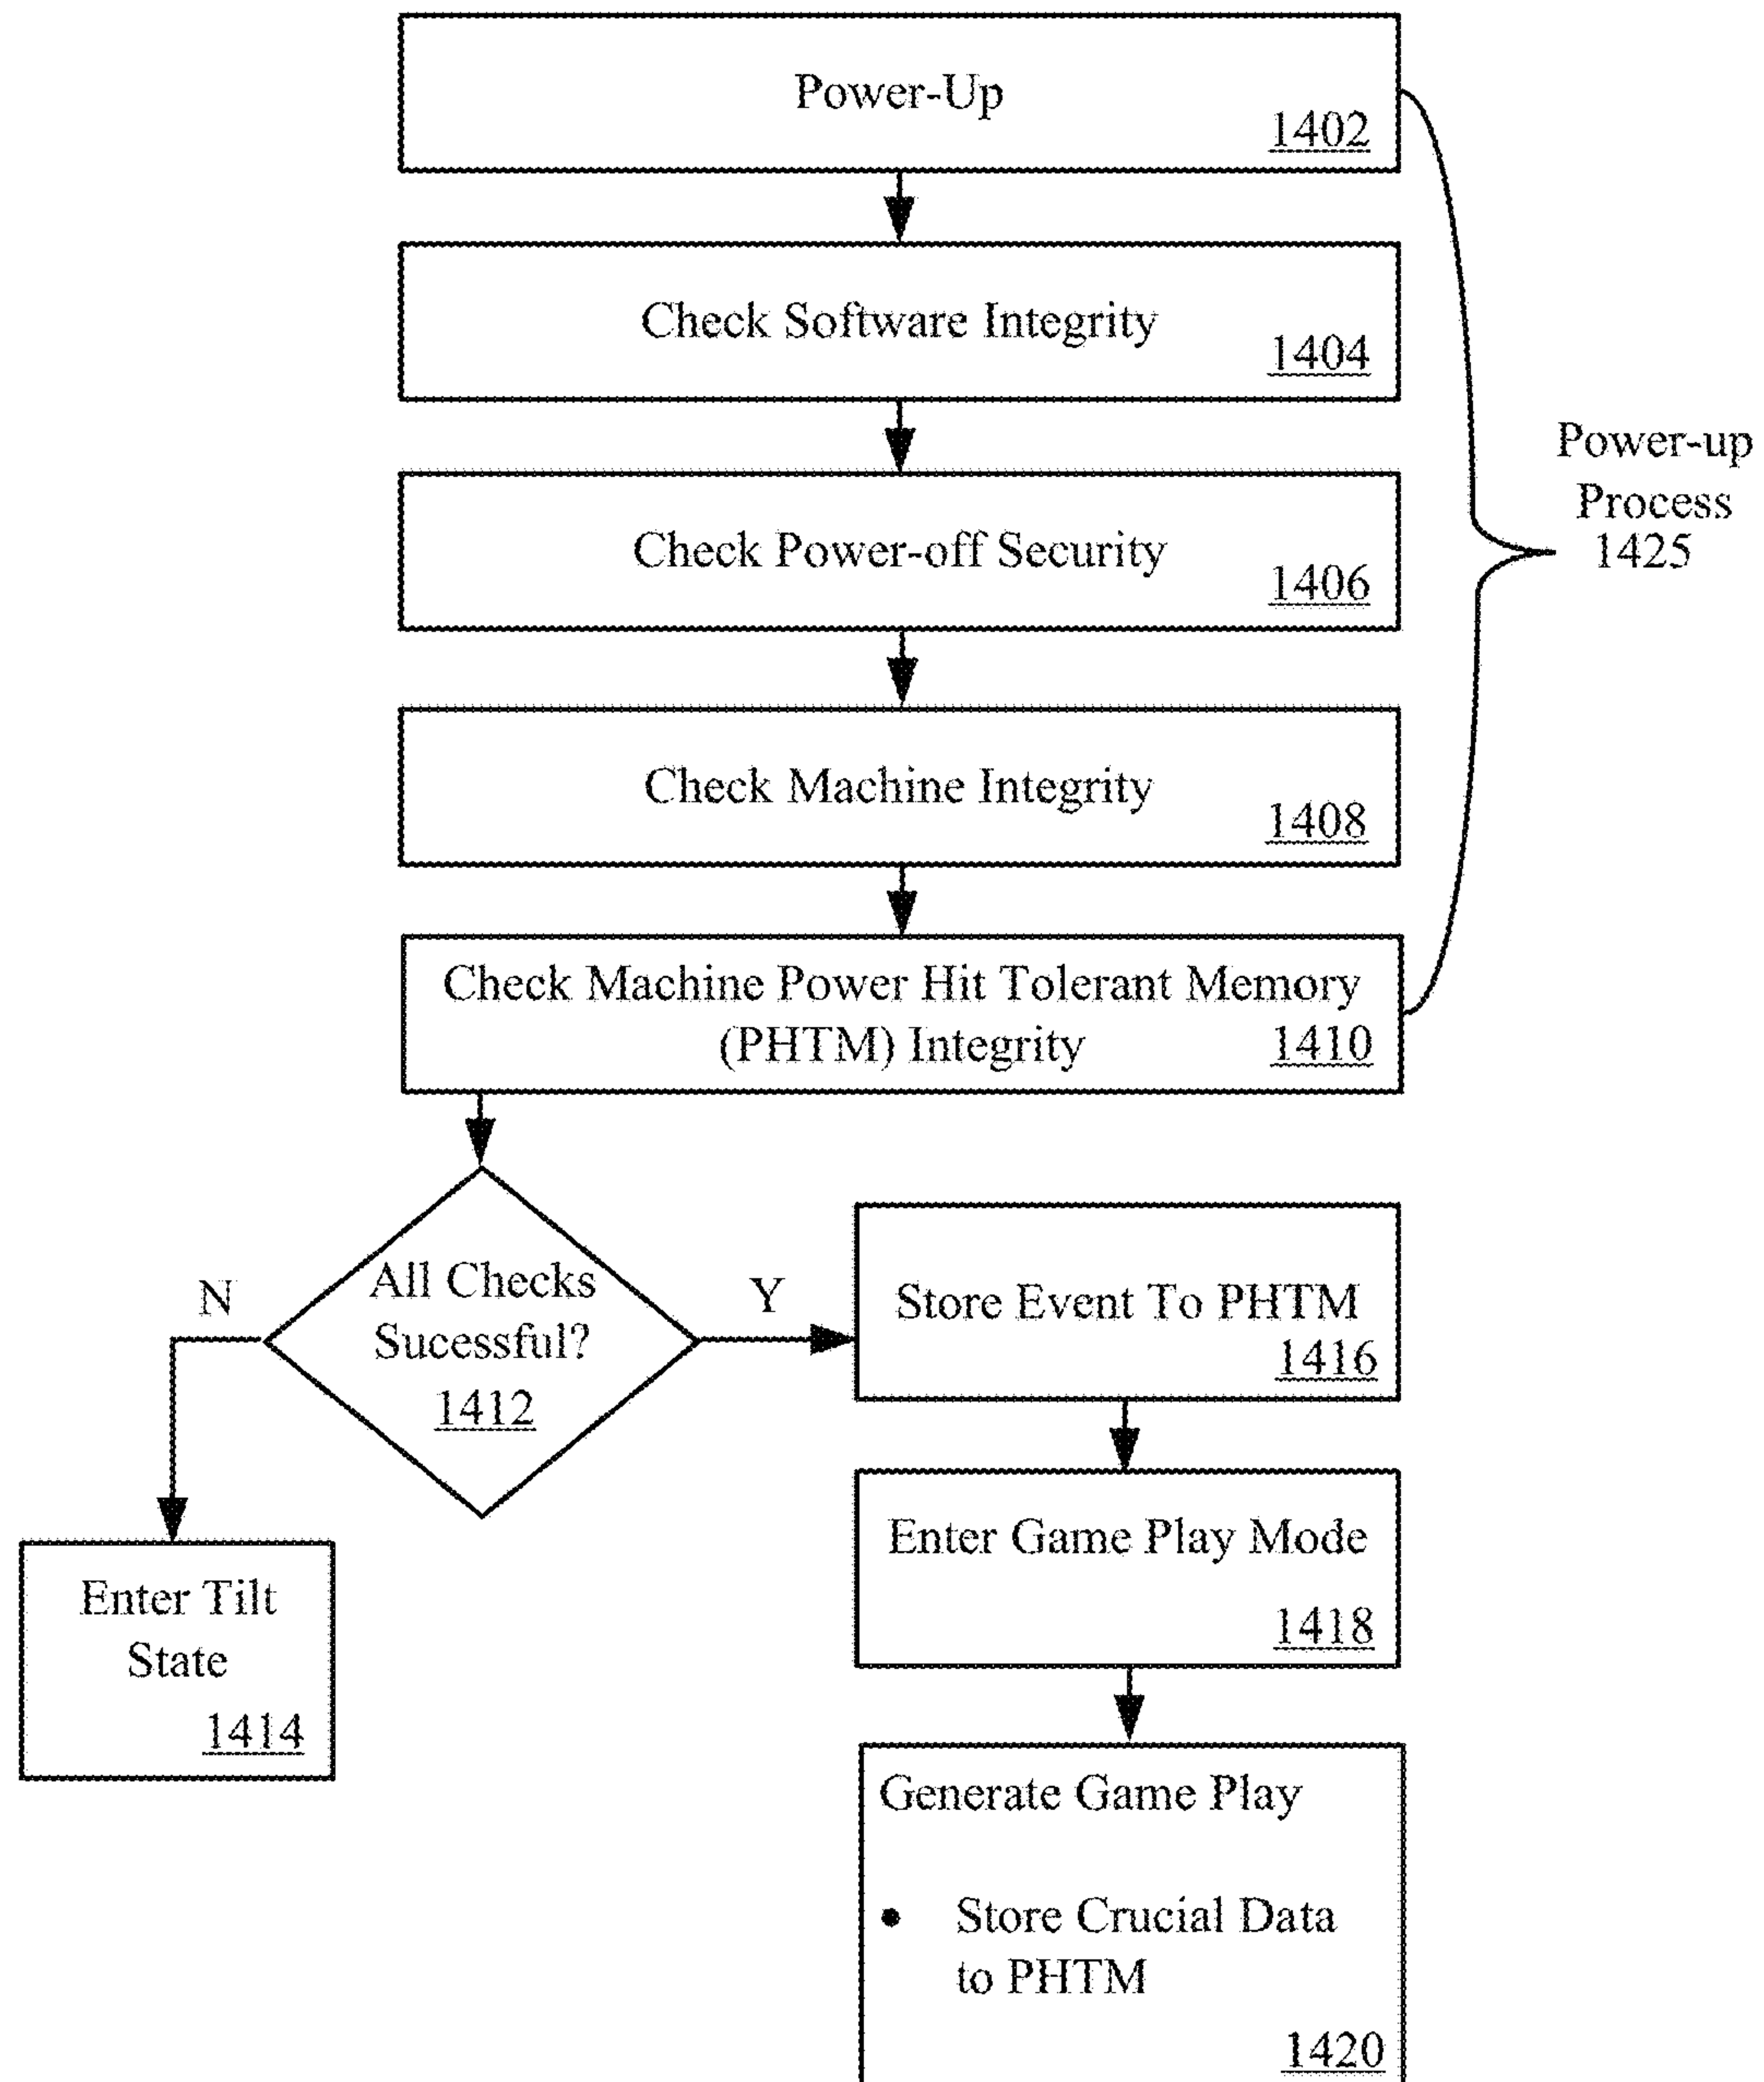 Power-Up
1402
Check Software Integrity
1404
Power-up
Process
1425
Check Power-off Security
1406
Check Machine Integrity
1408
Check Machine Power Hit Tolerant Memory
(PHTM) Integrity
1410
All Checks
Sucessful?
1412
N
Y
Store Event To PHTM
1416
Enter Game Play Mode
1418
Enter Tilt
State
1414
Generate Game Play
• Store Crucial Data
to PHTM
1420